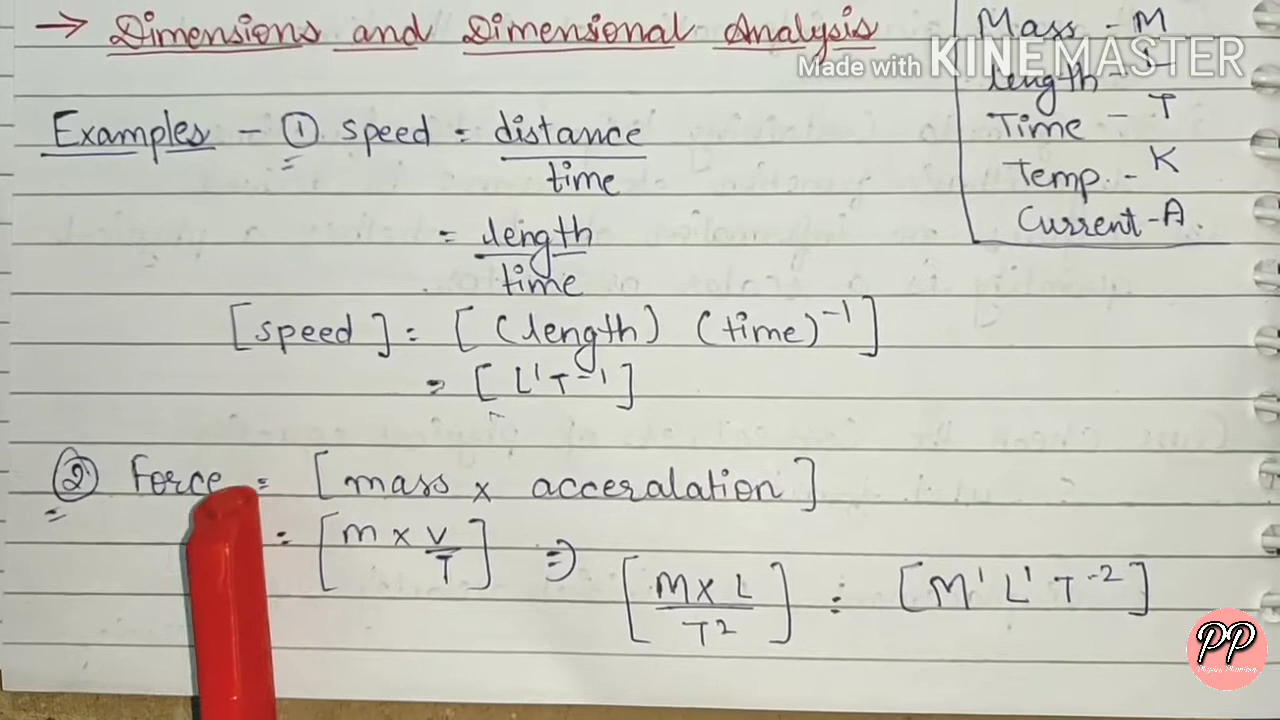 → Dimensions and Dimensional Analysis
Mass - M
Length - L
Time - T
Temp. - K
Current - A.
Made with KINEMASTER
Examples - ① speed = distance
time
= length
time
[speed] = [(length) (time)⁻¹]
= [L¹T⁻¹]
② Force = [mass x acceralation]
= [m x v/T] ⇒ [M x L / T²] = [M¹ L¹ T⁻²]
PP